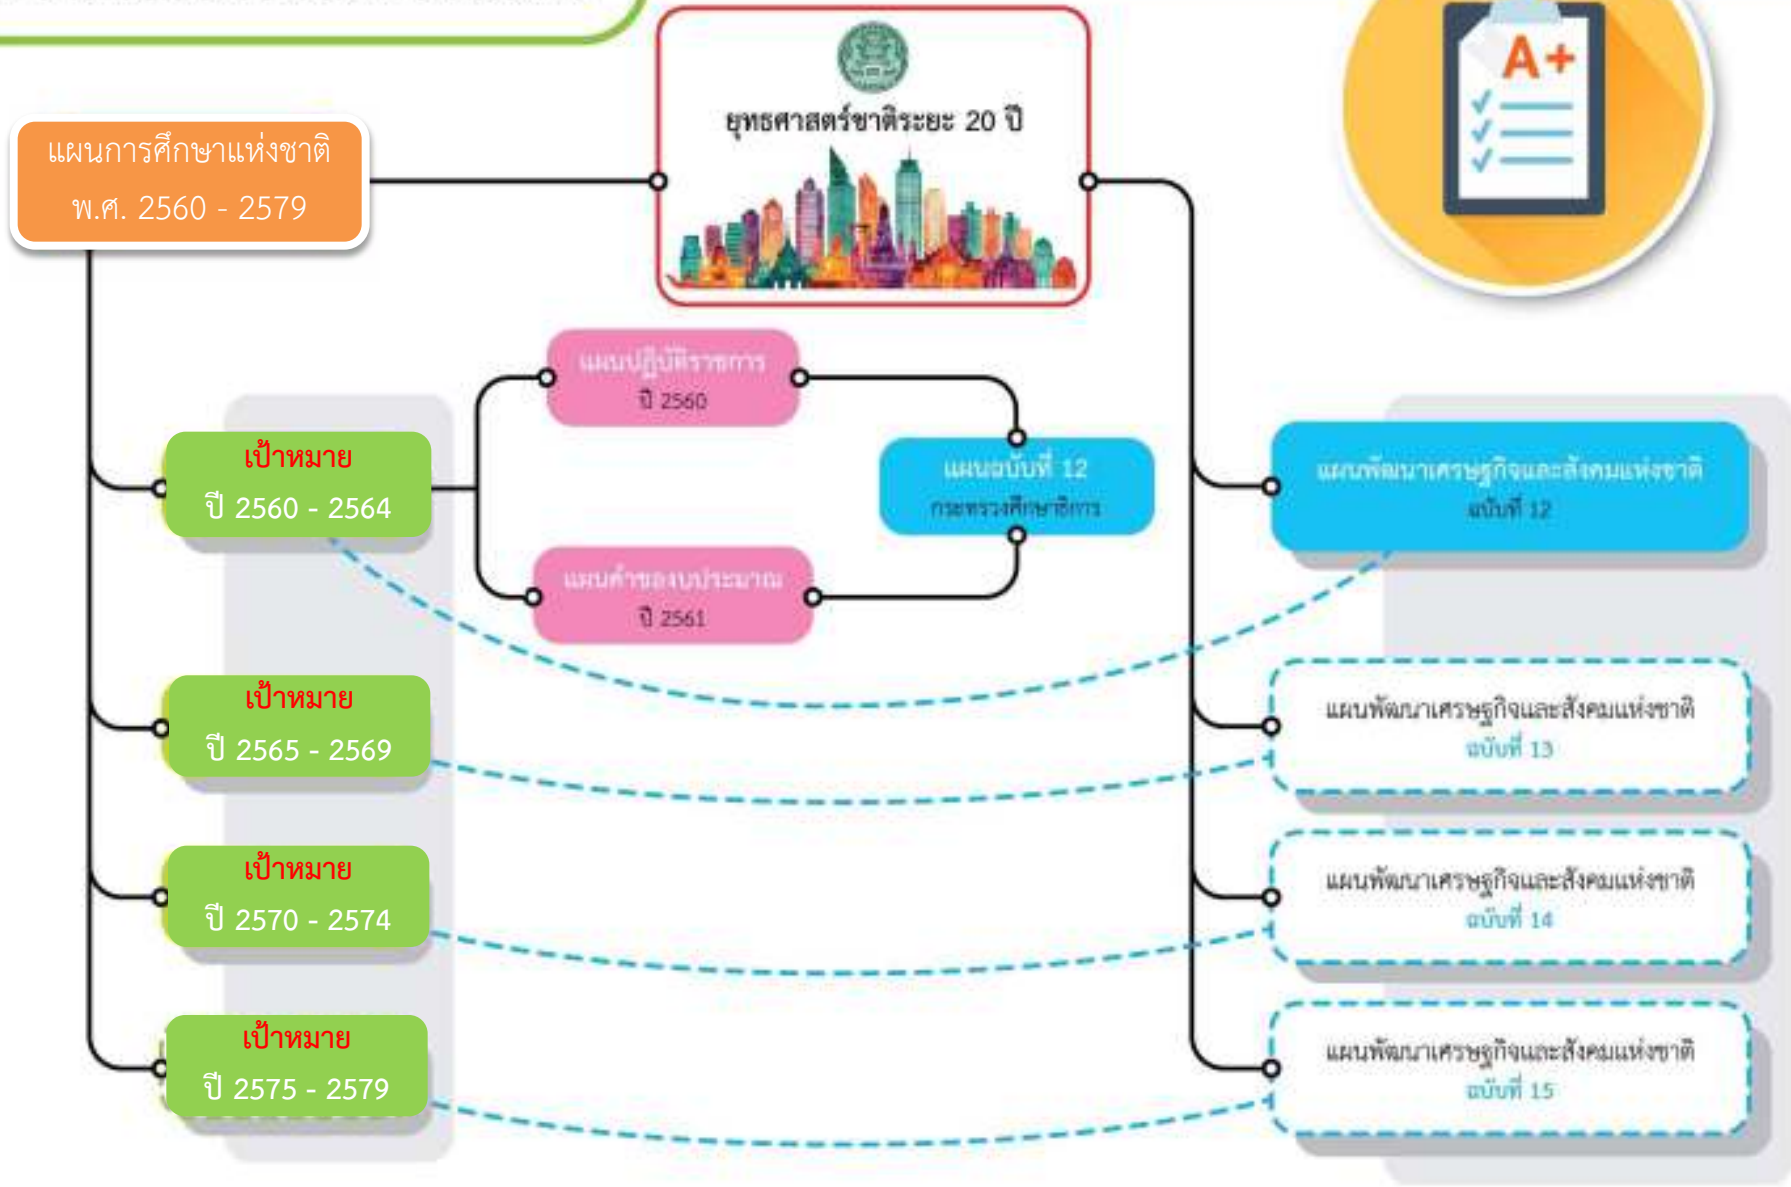 ยุทธศาสตร์ชาติระยะ 20 ปี
A+
แผนการศึกษาแห่งชาติ
พ.ศ. 2560 - 2579
แผนปฏิบัติราชการ
ปี 2560
เป้าหมาย
ปี 2560 - 2564
แผนฉบับที่ 12
กระทรวงศึกษาธิการ
แผนพัฒนาเศรษฐกิจและสังคมแห่งชาติ
ฉบับที่ 12
แผนคำของบประมาณ
ปี 2561
เป้าหมาย
ปี 2565 - 2569
แผนพัฒนาเศรษฐกิจและสังคมแห่งชาติ
ฉบับที่ 13
เป้าหมาย
ปี 2570 - 2574
แผนพัฒนาเศรษฐกิจและสังคมแห่งชาติ
ฉบับที่ 14
เป้าหมาย
ปี 2575 - 2579
แผนพัฒนาเศรษฐกิจและสังคมแห่งชาติ
ฉบับที่ 15